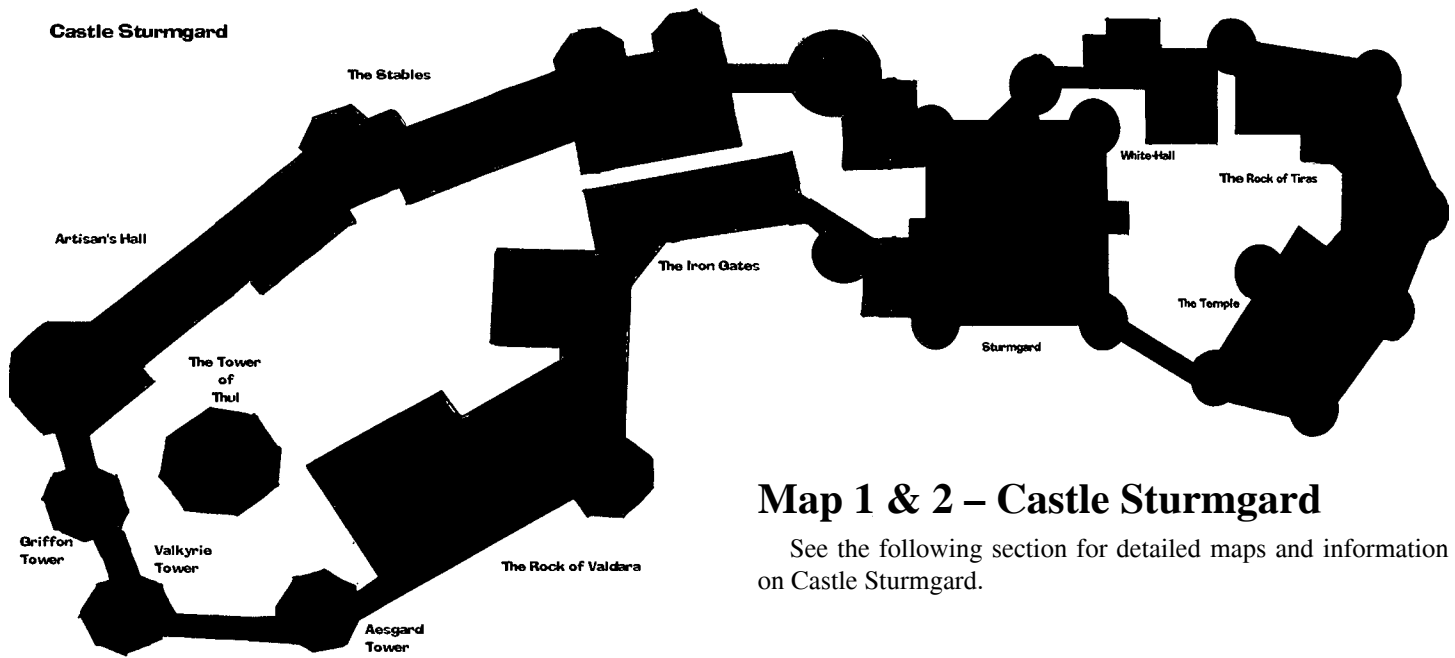 Castle Sturmgard
The Stables
White-Hall
The Rock of Tiras
Artisan's Hall
The Iron Gates
The Temple
Sturmgard
The Tower
of
Thul
Griffon
Tower
Valkyrie
Tower
The Rock of Valdara
Aesgard
Tower
Map 1 & 2 – Castle Sturmgard
See the following section for detailed maps and information
on Castle Sturmgard.